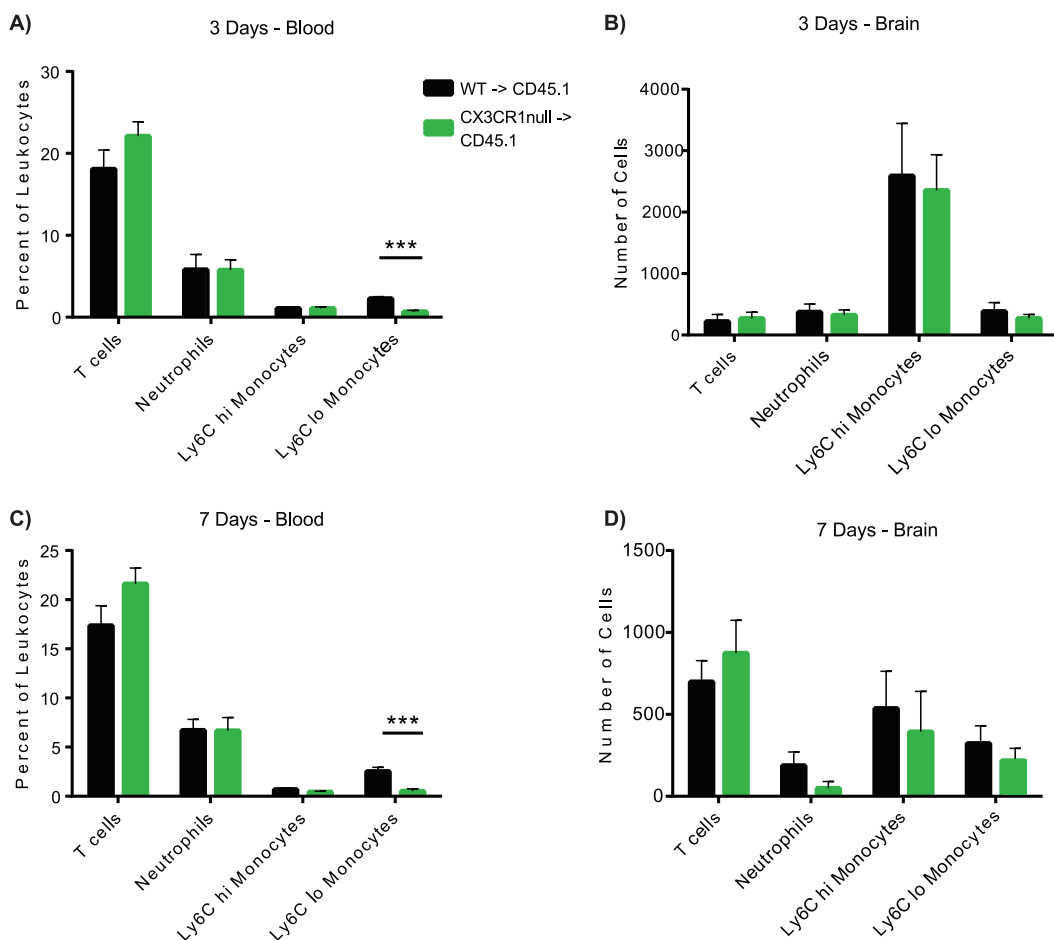 A)
3 Days - Blood
Percent of Leukocytes
30
20
10
0
T cells
Neutrophils
Ly6C hi Monocytes
Ly6C lo Monocytes
***
WT -> CD45.1
CX3CR1null ->
CD45.1
B)
3 Days - Brain
Number of Cells
4000
3000
2000
1000
0
T cells
Neutrophils
Ly6C hi Monocytes
Ly6C lo Monocytes
C)
7 Days - Blood
Percent of Leukocytes
25
20
15
10
5
0
T cells
Neutrophils
Ly6C hi Monocytes
Ly6C lo Monocytes
***
D)
7 Days - Brain
Number of Cells
1500
1000
500
0
T cells
Neutrophils
Ly6C hi Monocytes
Ly6C lo Monocytes